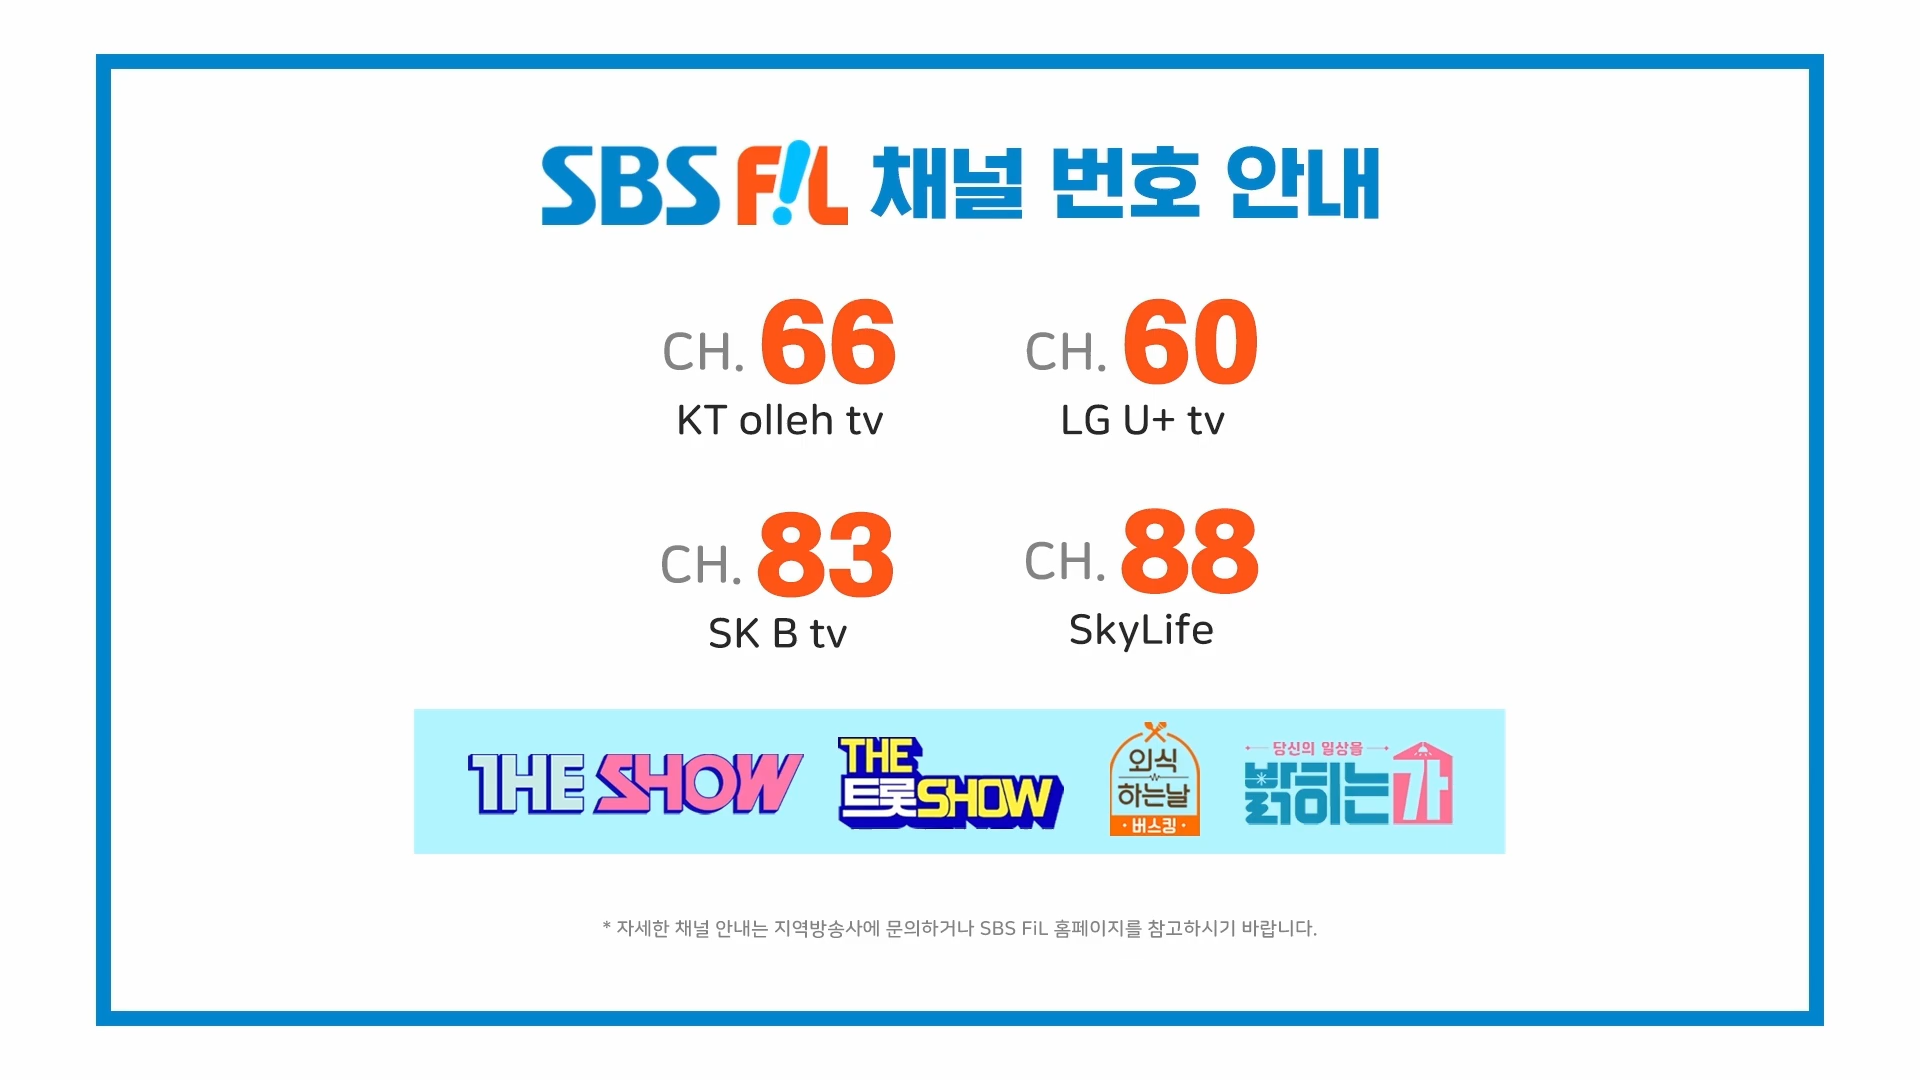 SBS F!L 채널 번호 안내
CH. 66
KT olleh tv
CH. 60
LG U+ tv
CH. 83
SK B tv
CH. 88
SkyLife
THE SHOW
THE
트롯SHOW
외식
하는날
·버스킹·
당신의 일상을
밝히는가
* 자세한 채널 안내는 지역방송사에 문의하거나 SBS FiL 홈페이지를 참고하시기 바랍니다.